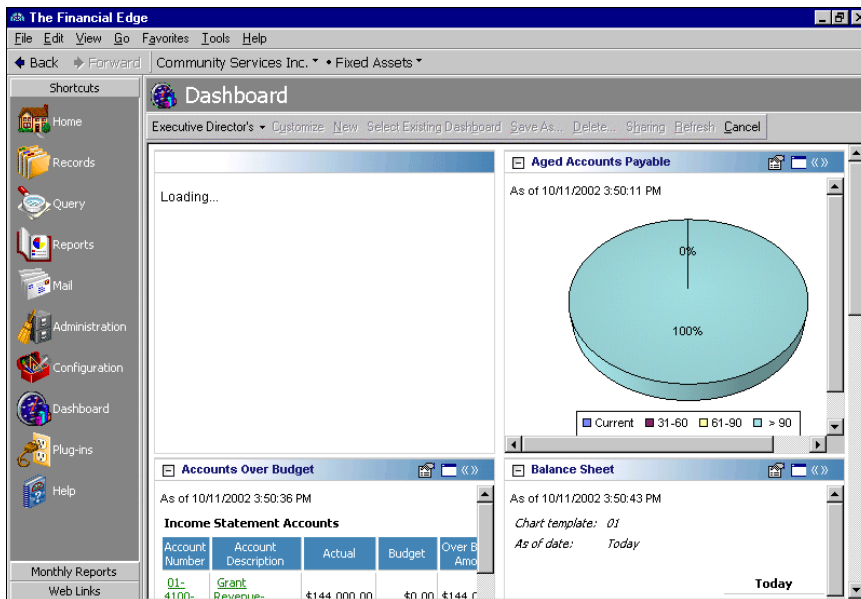 The Financial Edge
File Edit View Go Favorites Tools Help
Back Forward Community Services Inc. • Fixed Assets
Shortcuts
Home
Records
Query
Reports
Mail
Administration
Configuration
Dashboard
Plug-ins
Help
Monthly Reports
Web Links
Dashboard
Executive Director's Customize New Select Existing Dashboard Save As... Delete... Sharing Refresh Cancel
Loading...
Aged Accounts Payable
As of 10/11/2002 3:50:11 PM
0%
100%
Current 31-60 61-90 > 90
Accounts Over Budget
As of 10/11/2002 3:50:36 PM
Income Statement Accounts
Account Number Account Description Actual Budget Over B
Amo
01-4100- Grant Revenue- $144,000.00 $0.00 $144,0
Balance Sheet
As of 10/11/2002 3:50:43 PM
Chart template: 01
As of date: Today
Today